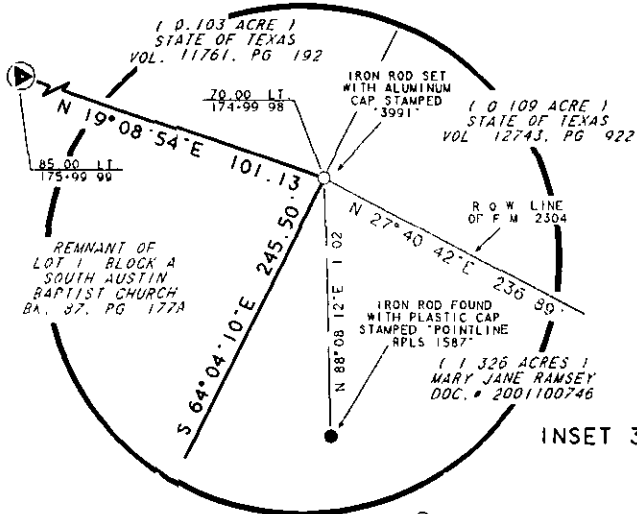 ( 0.103 ACRE )
STATE OF TEXAS
VOL. 11761, PG 192
IRON ROD SET
WITH ALUMINUM
CAP STAMPED
"3991"
70.00 LT
174+99 98
( 0 109 ACRE )
STATE OF TEXAS
VOL 12743, PG 922
N 19°08'54"E 101.13
85.00 LT
175+99 99
R O W LINE
OF F M 2304
N 27°40 42"E 236 89'
REMNANT OF
LOT 1 BLOCK A
SOUTH AUSTIN
BAPTIST CHURCH
BK. 87, PG 177A
S 64°04'10"E 245.50'
N 88°08 12"E 1 02
IRON ROD FOUND
WITH PLASTIC CAP
STAMPED "POINTLINE
RPLS 1587"
( 1 326 ACRES )
MARY JANE RAMSEY
DOC. # 2001100746
INSET 3